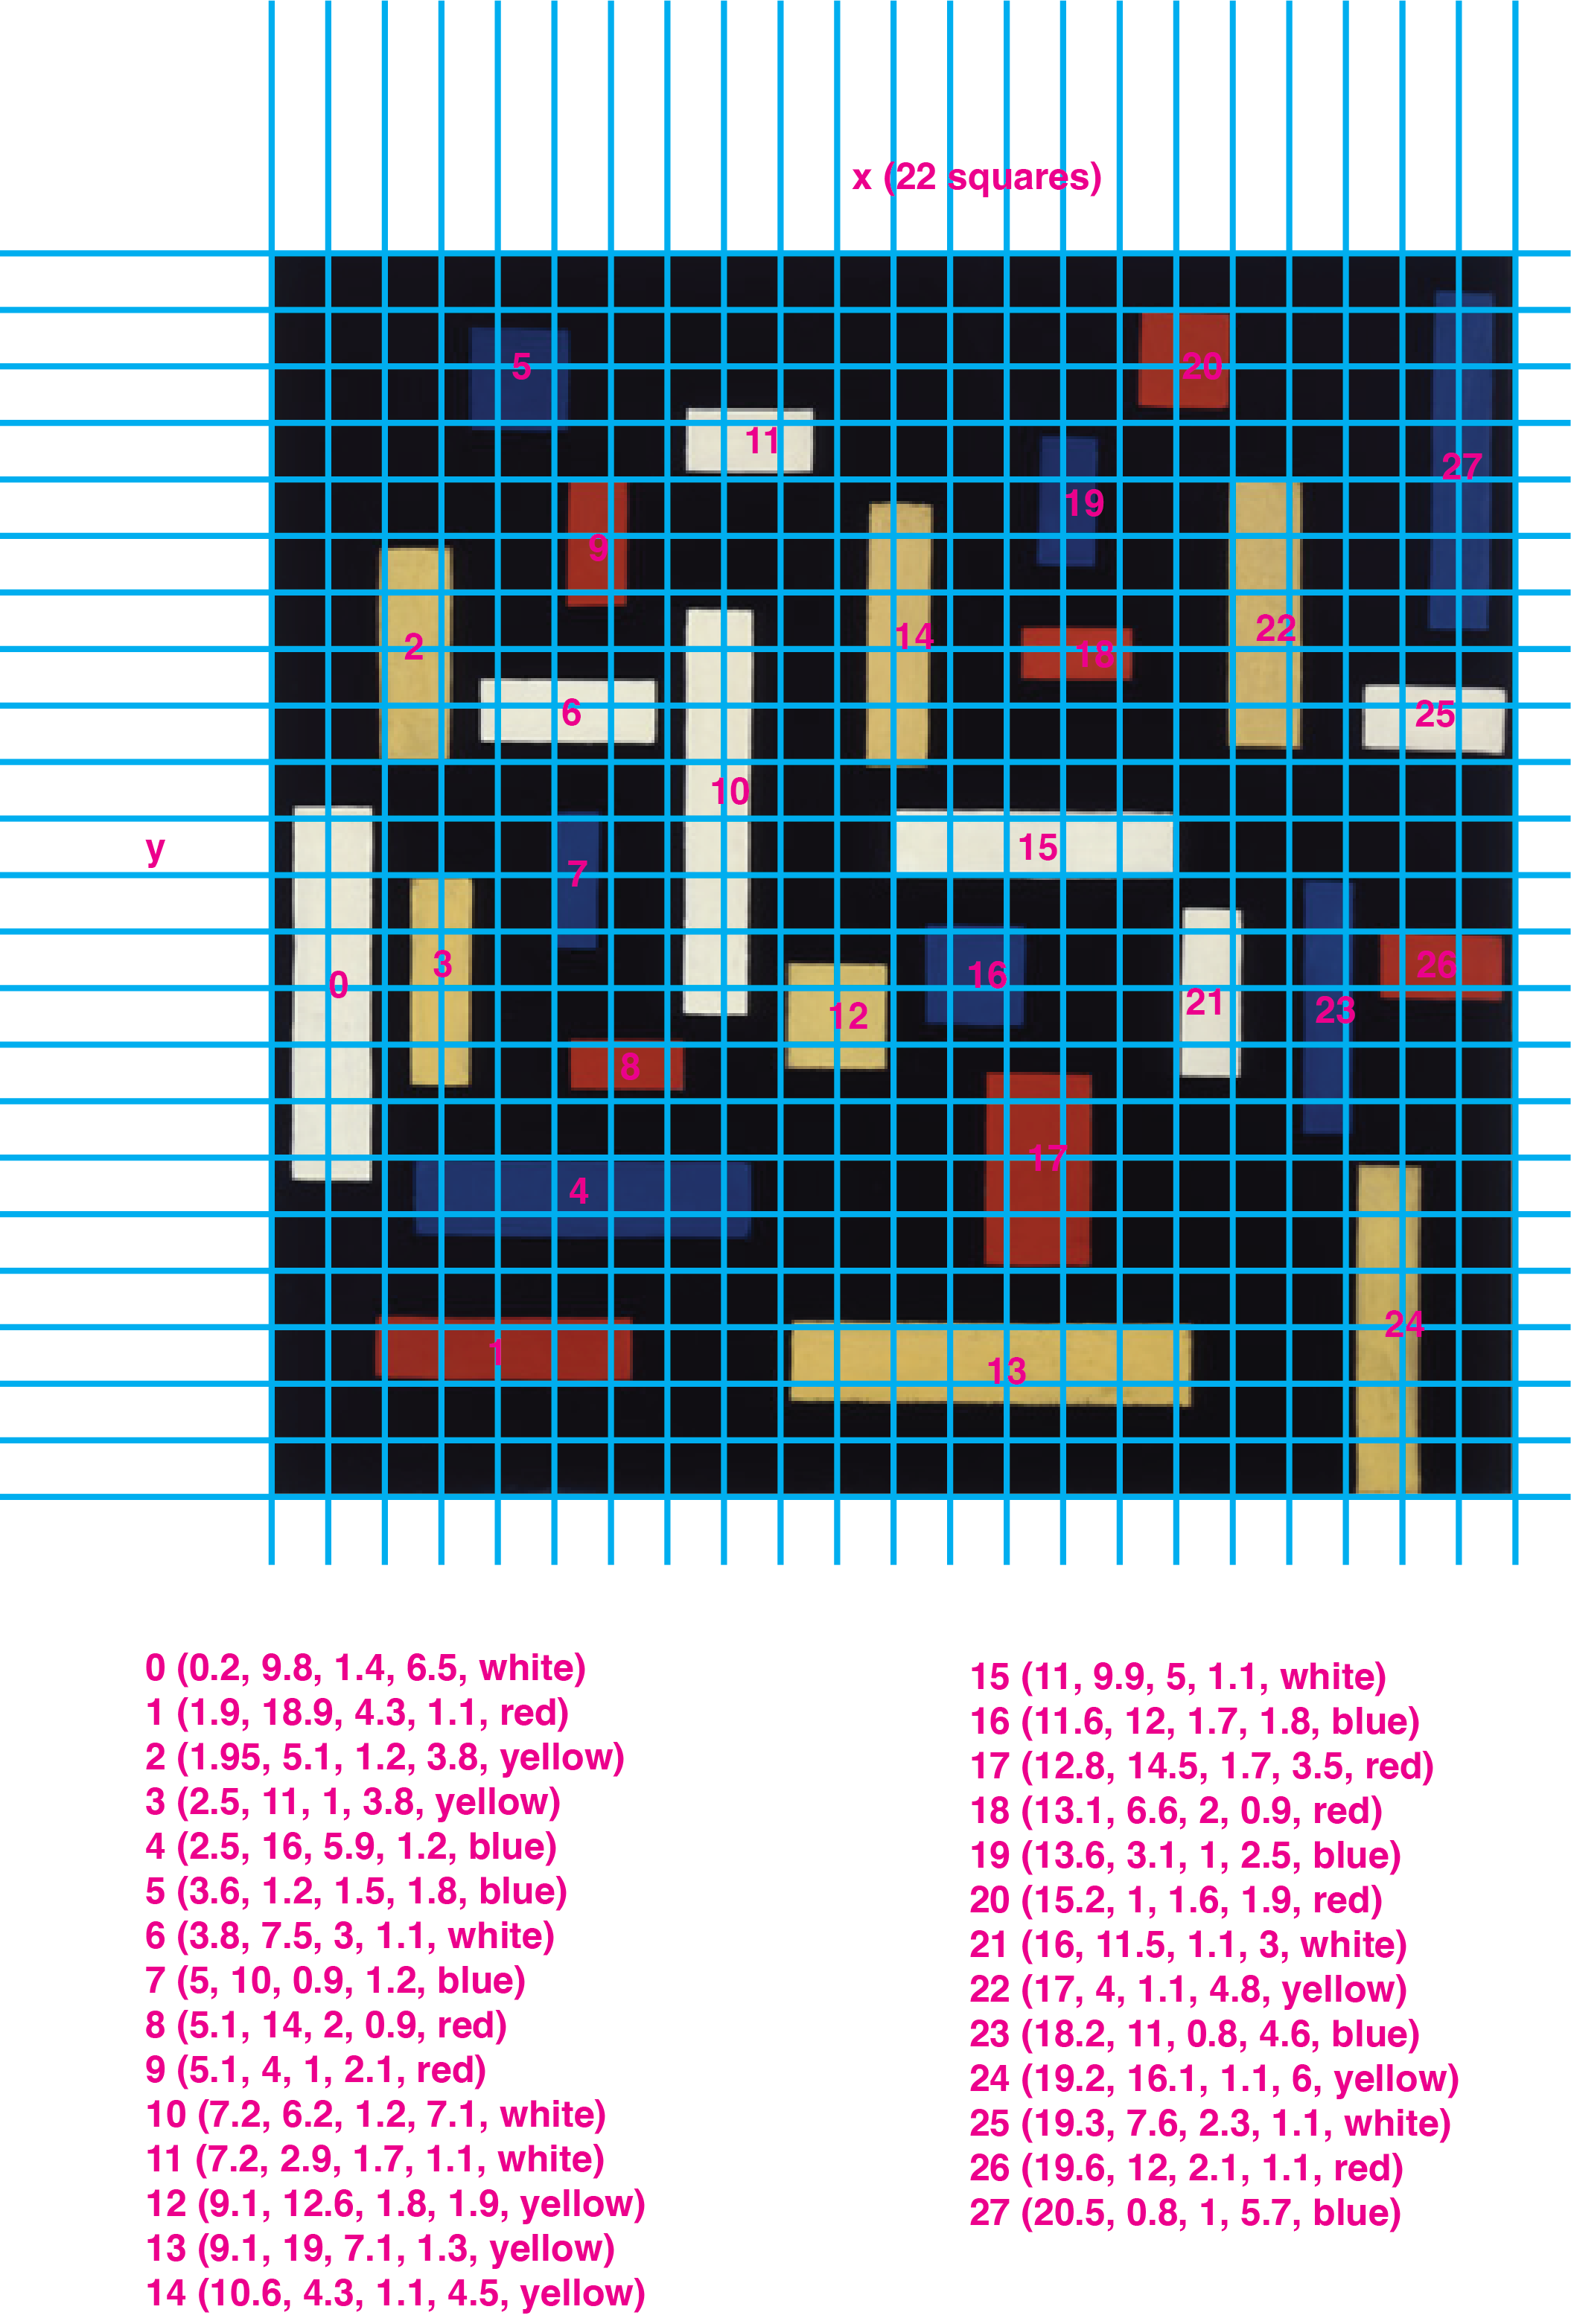 x (22 squares)
5
20
11
27
19
9
2
14
22
18
6
25
10
y
15
7
3
0
16
26
21
23
12
8
17
4
24
1
13
0 (0.2, 9.8, 1.4, 6.5, white)
1 (1.9, 18.9, 4.3, 1.1, red)
2 (1.95, 5.1, 1.2, 3.8, yellow)
3 (2.5, 11, 1, 3.8, yellow)
4 (2.5, 16, 5.9, 1.2, blue)
5 (3.6, 1.2, 1.5, 1.8, blue)
6 (3.8, 7.5, 3, 1.1, white)
7 (5, 10, 0.9, 1.2, blue)
8 (5.1, 14, 2, 0.9, red)
9 (5.1, 4, 1, 2.1, red)
10 (7.2, 6.2, 1.2, 7.1, white)
11 (7.2, 2.9, 1.7, 1.1, white)
12 (9.1, 12.6, 1.8, 1.9, yellow)
13 (9.1, 19, 7.1, 1.3, yellow)
14 (10.6, 4.3, 1.1, 4.5, yellow)
15 (11, 9.9, 5, 1.1, white)
16 (11.6, 12, 1.7, 1.8, blue)
17 (12.8, 14.5, 1.7, 3.5, red)
18 (13.1, 6.6, 2, 0.9, red)
19 (13.6, 3.1, 1, 2.5, blue)
20 (15.2, 1, 1.6, 1.9, red)
21 (16, 11.5, 1.1, 3, white)
22 (17, 4, 1.1, 4.8, yellow)
23 (18.2, 11, 0.8, 4.6, blue)
24 (19.2, 16.1, 1.1, 6, yellow)
25 (19.3, 7.6, 2.3, 1.1, white)
26 (19.6, 12, 2.1, 1.1, red)
27 (20.5, 0.8, 1, 5.7, blue)